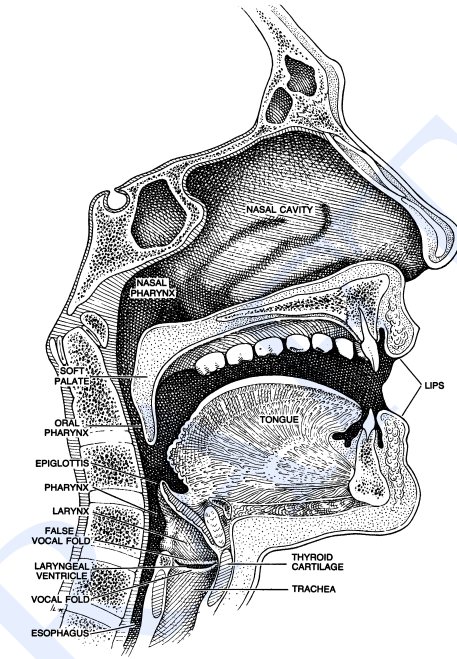 NASAL CAVITY
NASAL
PHARYNX
SOFT
PALATE
LIPS
ORAL
PHARYNX
TONGUE
EPIGLOTTIS
PHARYNX
LARYNX
FALSE
VOCAL FOLD
LARYNGEAL
VENTRICLE
THYROID
CARTILAGE
TRACHEA
VOCAL FOLD
ESOPHAGUS